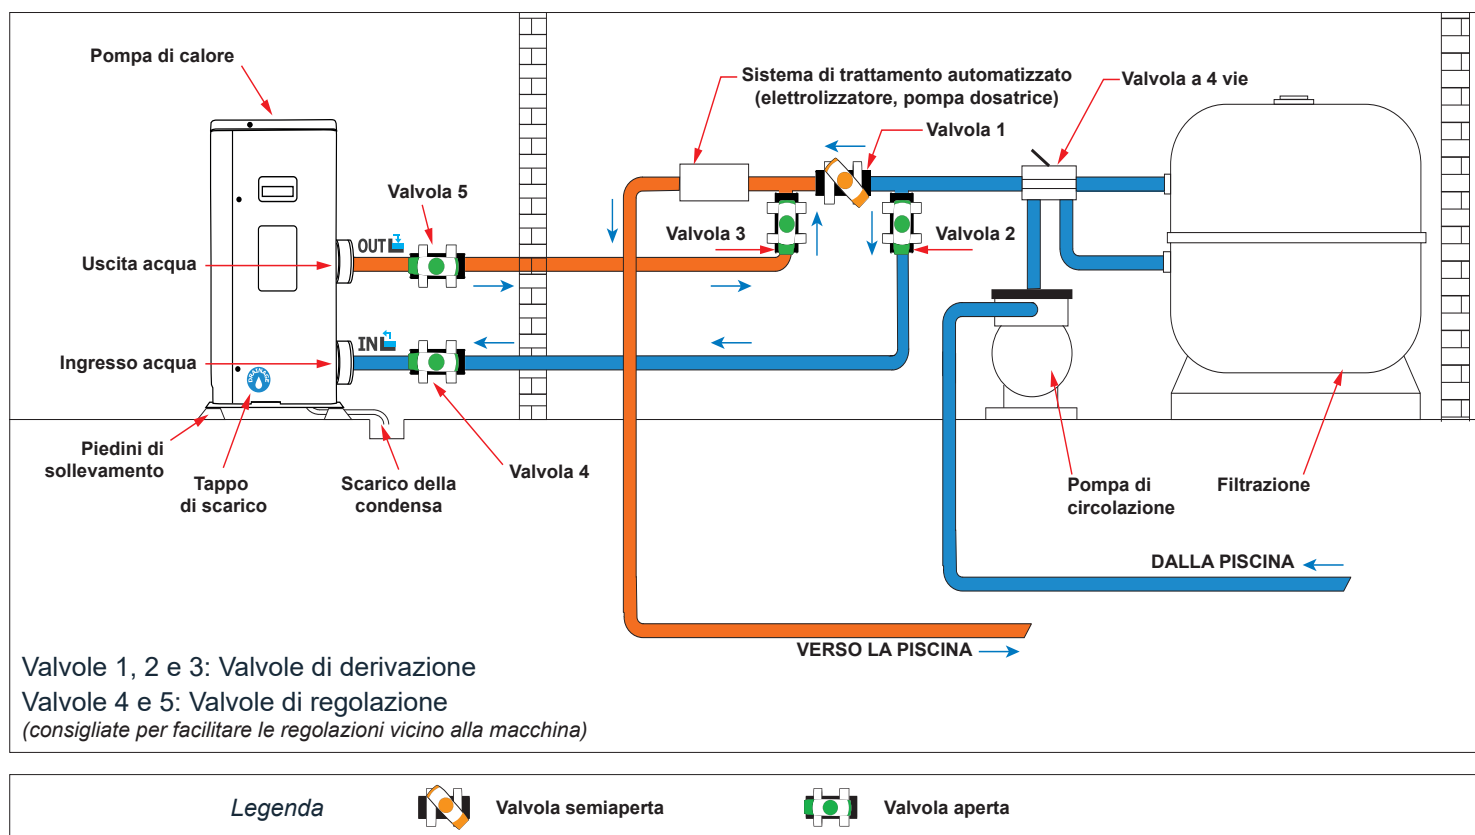 Pompa di calore
Sistema di trattamento automatizzato
(elettrolizzatore, pompa dosatrice)
Valvola a 4 vie
Valvola 1
Valvola 5
Valvola 3
Valvola 2
OUT
Uscita acqua
IN
Ingresso acqua
DRAINAGE
Piedini di
sollevamento
Tappo
di scarico
Scarico della
condensa
Valvola 4
Pompa di
circolazione
Filtrazione
DALLA PISCINA
VERSO LA PISCINA
Valvole 1, 2 e 3: Valvole di derivazione
Valvole 4 e 5: Valvole di regolazione
(consigliate per facilitare le regolazioni vicino alla macchina)
Legenda
Valvola semiaperta
Valvola aperta